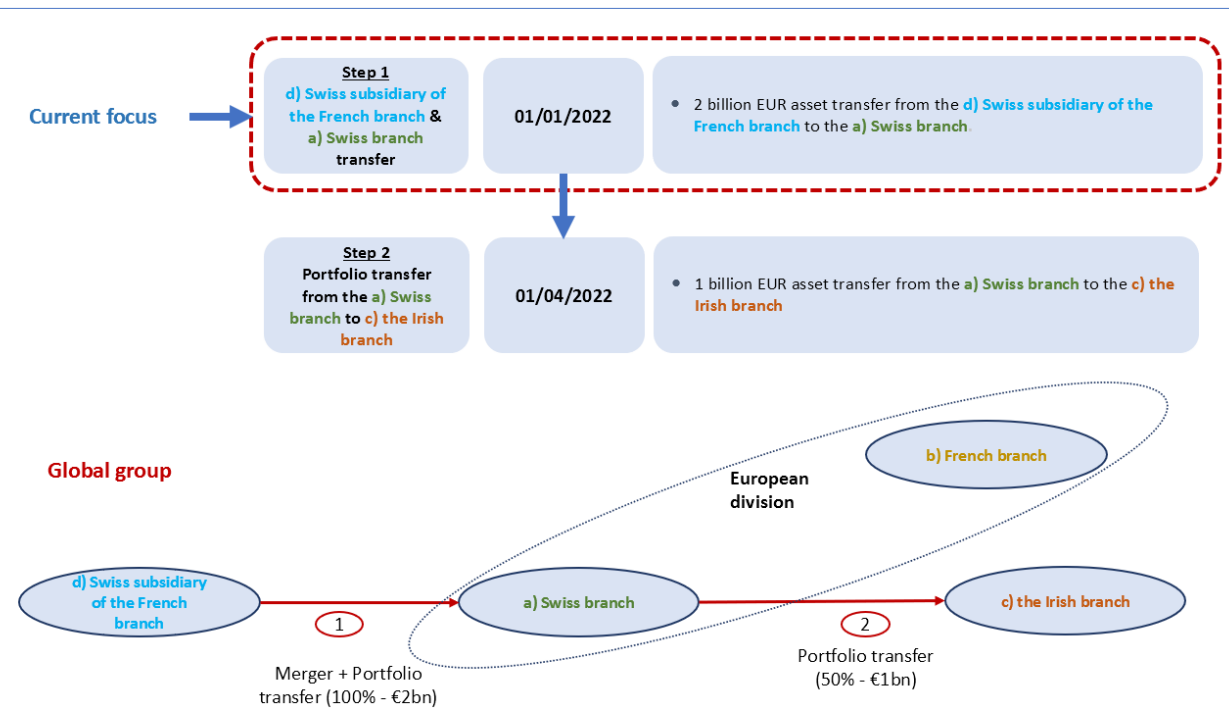 Current focus
Step 1
d) Swiss subsidiary of
the French branch &
a) Swiss branch
transfer
01/01/2022
• 2 billion EUR asset transfer from the d) Swiss subsidiary of the
French branch to the a) Swiss branch.
Step 2
Portfolio transfer
from the a) Swiss
branch to c) the Irish
branch
01/04/2022
• 1 billion EUR asset transfer from the a) Swiss branch to the c) the
Irish branch
Global group
European
division
b) French branch
d) Swiss subsidiary
of the French
branch
a) Swiss branch
c) the Irish branch
1
Merger + Portfolio
transfer (100% - €2bn)
2
Portfolio transfer
(50% - €1bn)